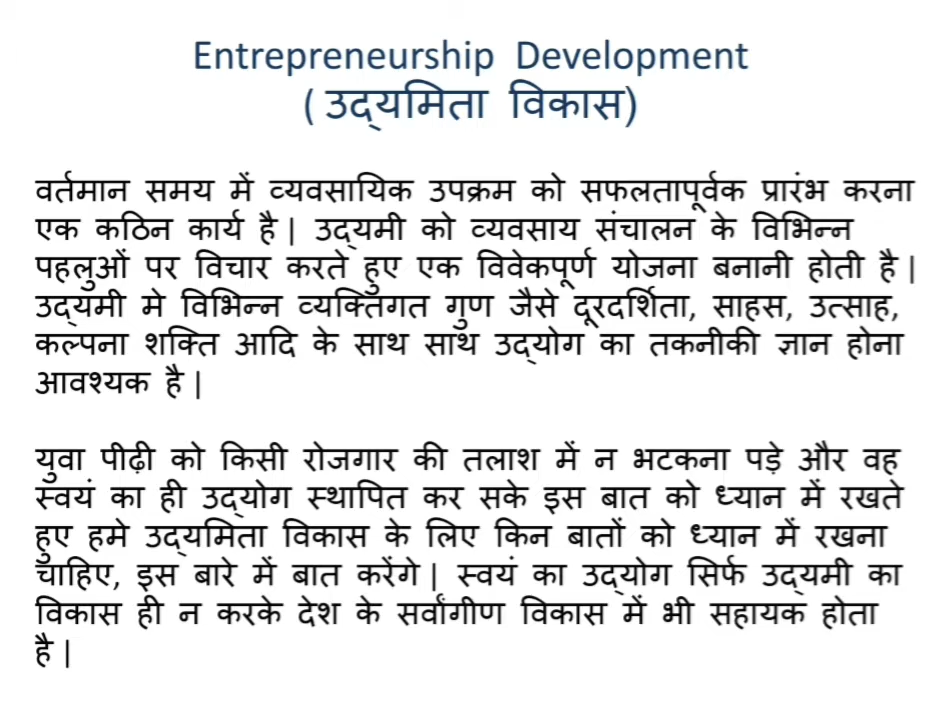 Entrepreneurship Development
( उद्यमिता विकास)
वर्तमान समय में व्यवसायिक उपक्रम को सफलतापूर्वक प्रारंभ करना
एक कठिन कार्य है | उद्यमी को व्यवसाय संचालन के विभिन्न
पहलुओं पर विचार करते हुए एक विवेकपूर्ण योजना बनानी होती है |
उद्यमी मे विभिन्न व्यक्तिगत गुण जैसे दूरदर्शिता, साहस, उत्साह,
कल्पना शक्ति आदि के साथ साथ उद्योग का तकनीकी ज्ञान होना
आवश्यक है |
युवा पीढ़ी को किसी रोजगार की तलाश में न भटकना पड़े और वह
स्वयं का ही उद्योग स्थापित कर सके इस बात को ध्यान में रखते
हुए हमे उद्यमिता विकास के लिए किन बातों को ध्यान में रखना
चाहिए, इस बारे में बात करेंगे | स्वयं का उद्योग सिर्फ उद्यमी का
विकास ही न करके देश के सर्वांगीण विकास में भी सहायक होता
है |